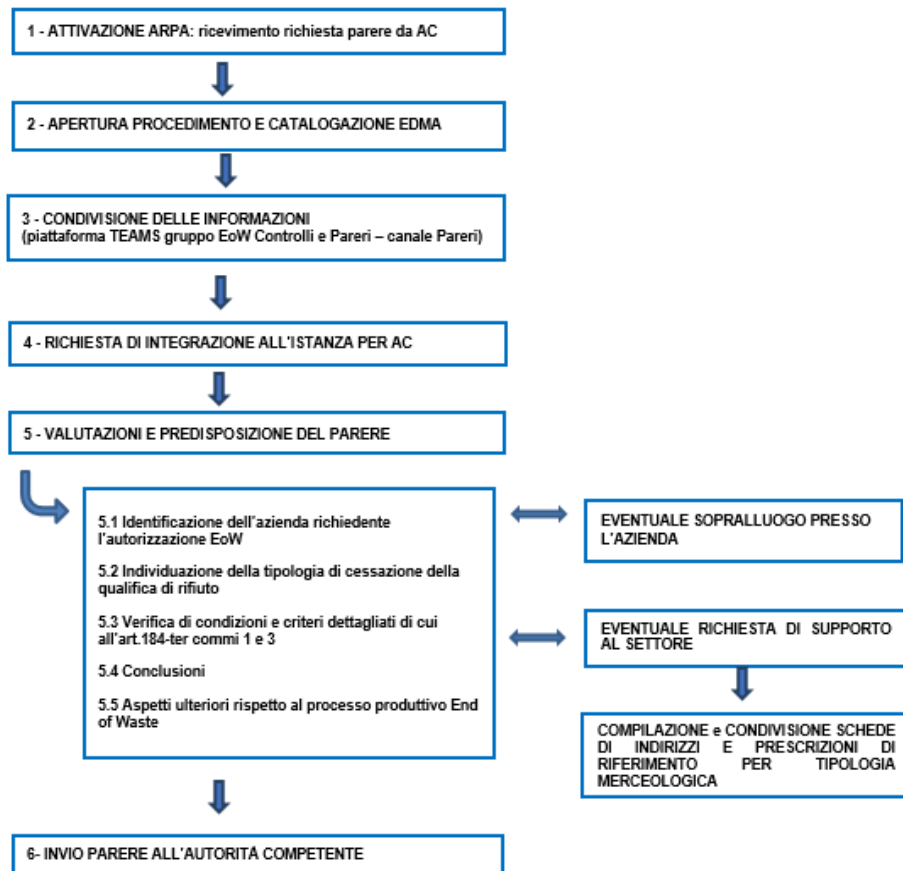 1 - ATTIVAZIONE ARPA: ricevimento richiesta parere da AC
2 - APERTURA PROCEDIMENTO E CATALOGAZIONE EDMA
3 - CONDIVISIONE DELLE INFORMAZIONI
(piattaforma TEAMS gruppo EoW Controlli e Pareri – canale Pareri)
4 - RICHIESTA DI INTEGRAZIONE ALL'ISTANZA PER AC
5 - VALUTAZIONI E PREDISPOSIZIONE DEL PARERE
5.1 Identificazione dell'azienda richiedente
l'autorizzazione EoW
5.2 Individuazione della tipologia di cessazione della
qualifica di rifiuto
5.3 Verifica di condizioni e criteri dettagliati di cui
all'art.184-ter commi 1 e 3
5.4 Conclusioni
5.5 Aspetti ulteriori rispetto al processo produttivo End
of Waste
EVENTUALE SOPRALLUOGO PRESSO
L'AZIENDA
EVENTUALE RICHIESTA DI SUPPORTO
AL SETTORE
COMPILAZIONE e CONDIVISIONE SCHEDE
DI INDIRIZZI E PRESCRIZIONI DI
RIFERIMENTO PER TIPOLOGIA
MERCEOLOGICA
6- INVIO PARERE ALL'AUTORITÁ COMPETENTE